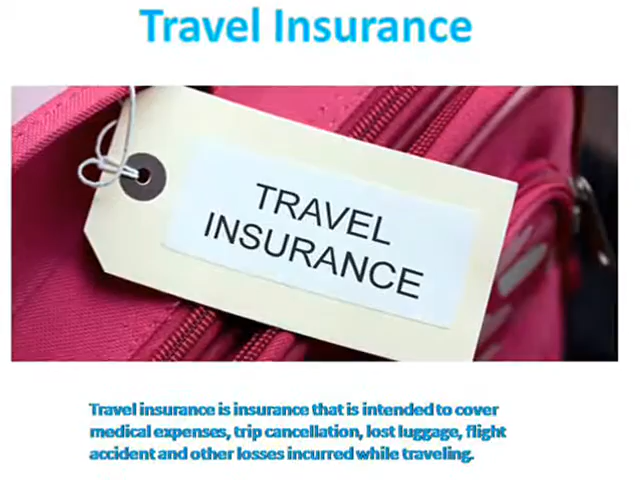 Travel Insurance
TRAVEL
INSURANCE
Travel insurance is insurance that is intended to cover
medical expenses, trip cancellation, lost luggage, flight
accident and other losses incurred while traveling.